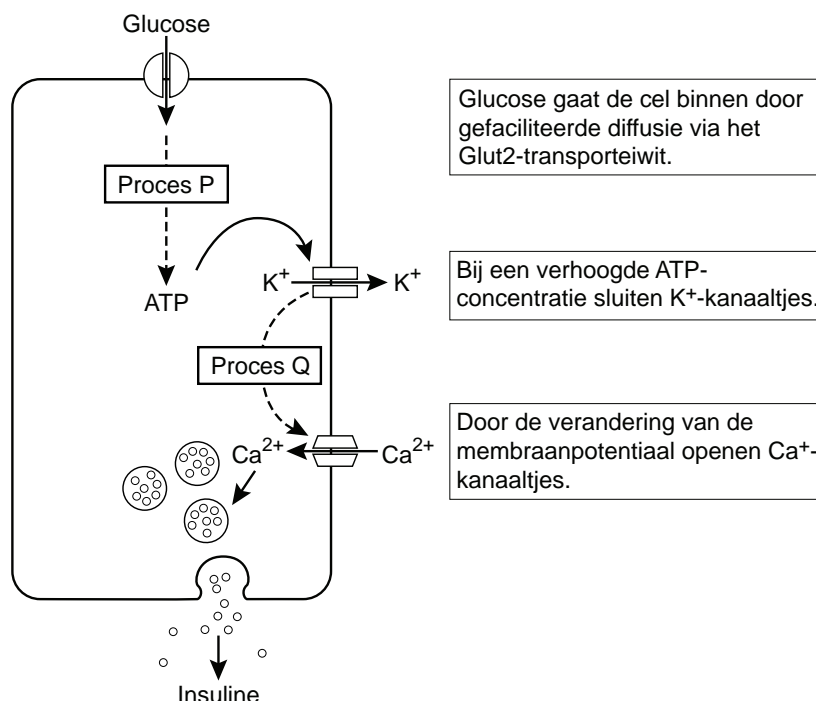 Glucose
Glucose gaat de cel binnen door
gefaciliteerde diffusie via het
Glut2-transporteiwit.
Proces P
ATP
K⁺ K⁺
Bij een verhoogde ATP-
concentratie sluiten K⁺-kanaaltjes.
Proces Q
Ca²⁺ Ca²⁺
Door de verandering van de
membraanpotentiaal openen Ca⁺-
kanaaltjes.
Insuline